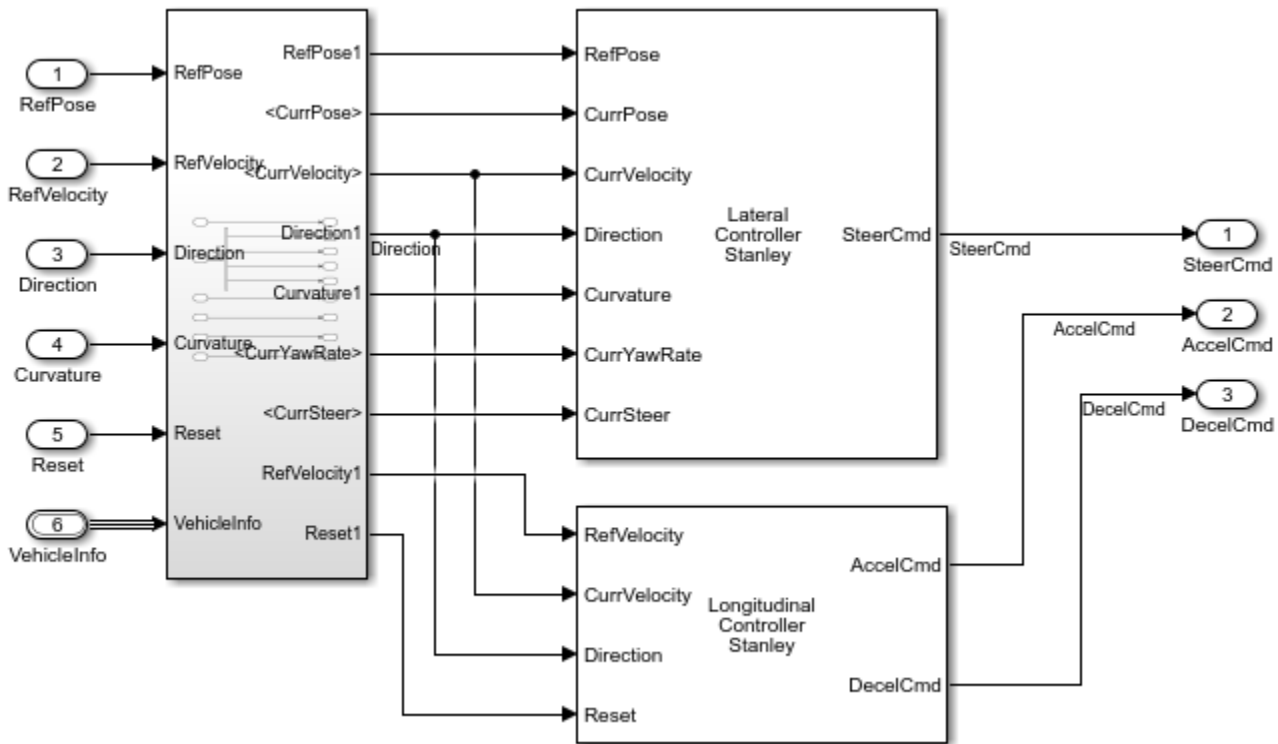 1
RefPose
2
RefVelocity
3
Direction
4
Curvature
5
Reset
6
VehicleInfo
RefPose
RefVelocity
Direction
Curvature
Reset
VehicleInfo
RefPose1
<CurrPose>
<CurrVelocity>
Direction1
Curvature1
<CurrYawRate>
<CurrSteer>
RefVelocity1
Reset1
Direction
RefPose
CurrPose
CurrVelocity
Direction
Curvature
CurrYawRate
CurrSteer
Lateral
Controller
Stanley
SteerCmd
SteerCmd
RefVelocity
CurrVelocity
Direction
Reset
Longitudinal
Controller
Stanley
AccelCmd
DecelCmd
AccelCmd
DecelCmd
1
SteerCmd
2
AccelCmd
3
DecelCmd